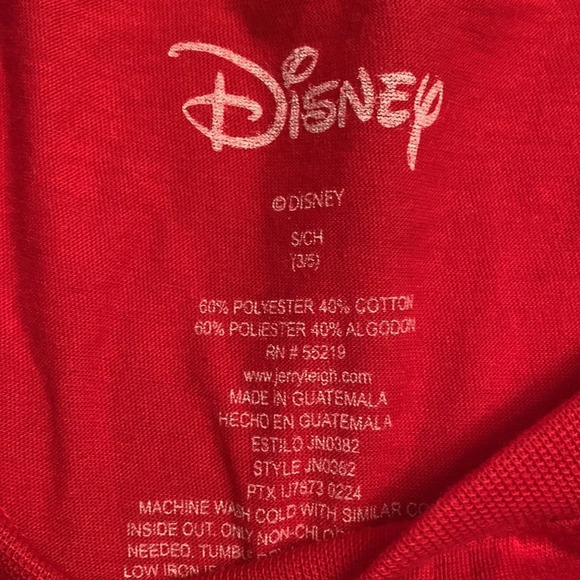 Disney
© DISNEY
S/CH
(3/5)
60% POLYESTER 40% COTTON
60% POLIESTER 40% ALGODON
RN # 55219
www.jerryleigh.com
MADE IN GUATEMALA
HECHO EN GUATEMALA
ESTILO JN0382
STYLE JN0382
PTX IJ7873 0224
MACHINE WASH COLD WITH SIMILAR
INSIDE OUT. ONLY NON-CHL
NEEDED, TUMB
LOW IRON